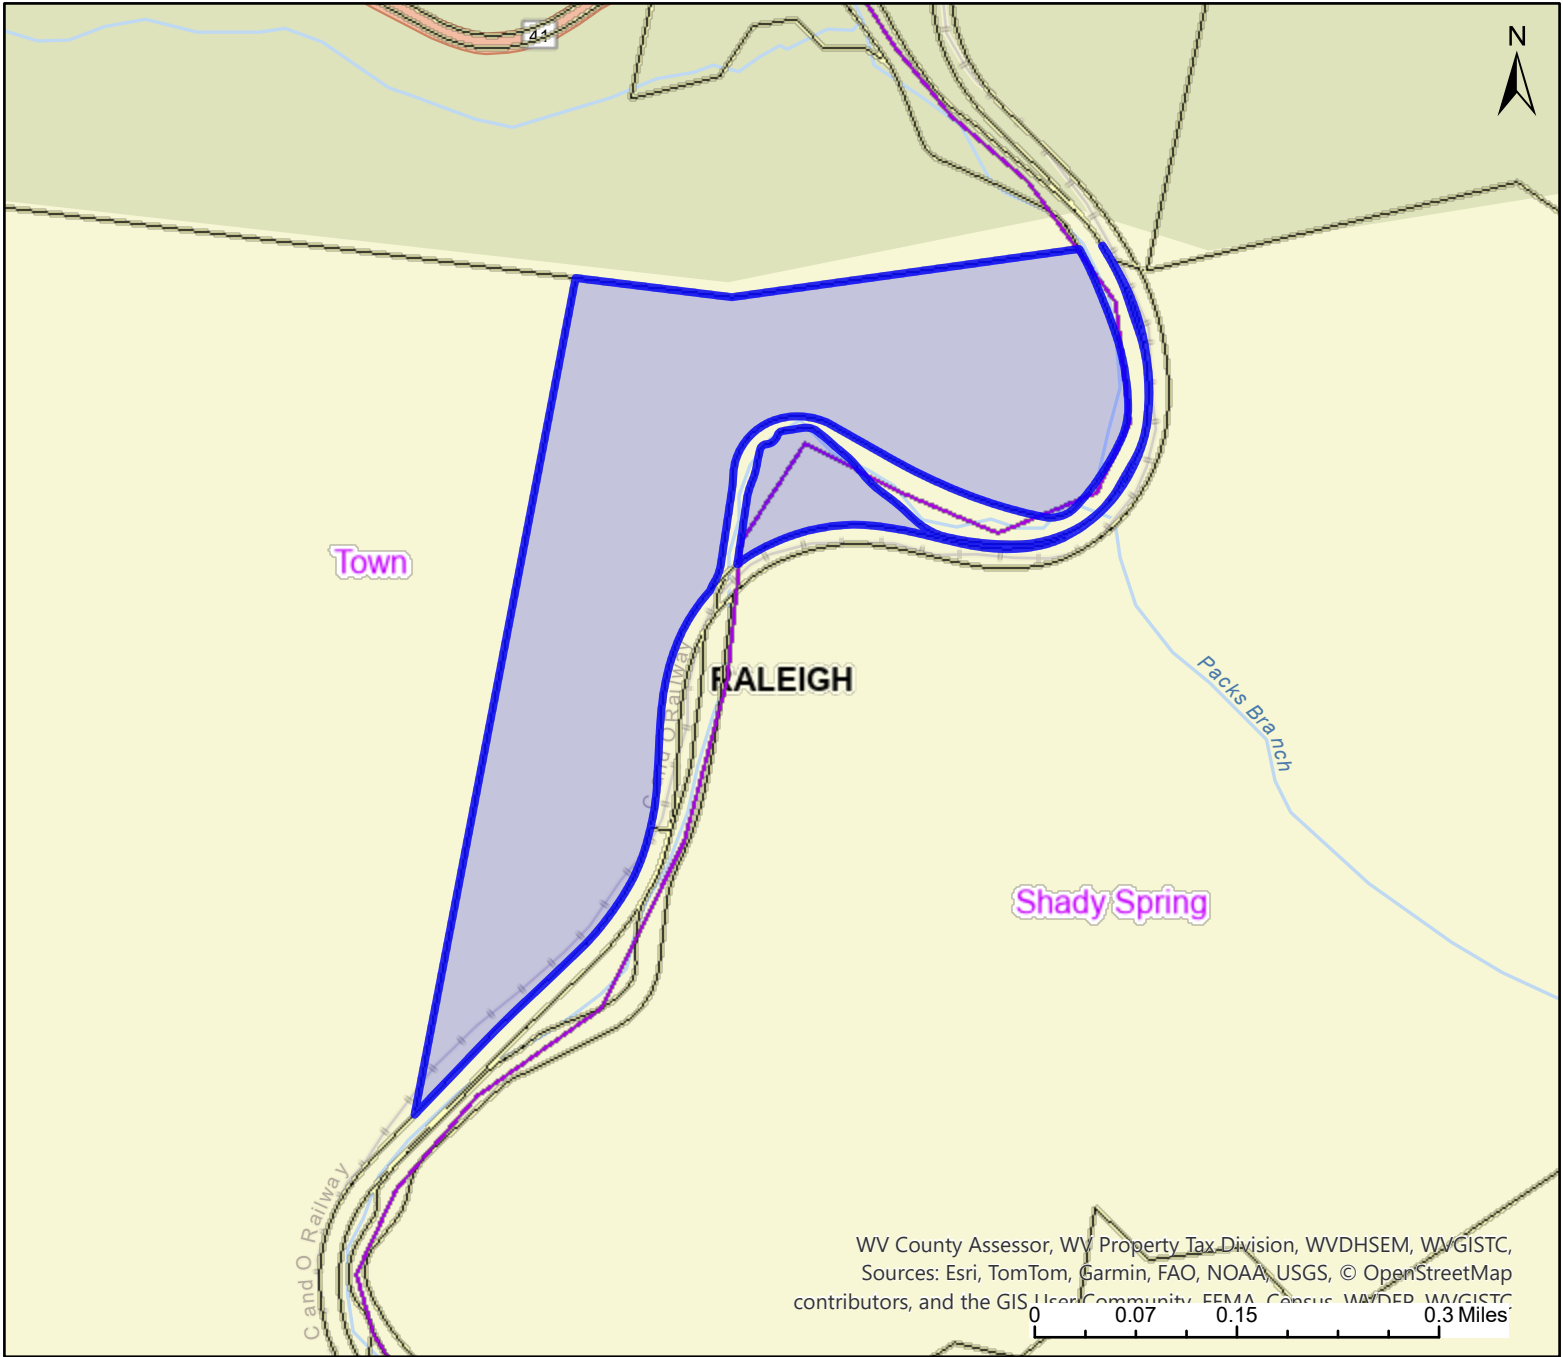 41
N
Town
C and O Railway
RALEIGH
Packs Branch
Shady Spring
C and O Railway
WV County Assessor, WV Property Tax Division, WVDHSEM, WVGISTC,
Sources: Esri, TomTom, Garmin, FAO, NOAA, USGS, © OpenStreetMap
contributors, and the GIS User Community, FEMA, Census, WVDEP, WVGISTC
0 0.07 0.15 0.3 Miles